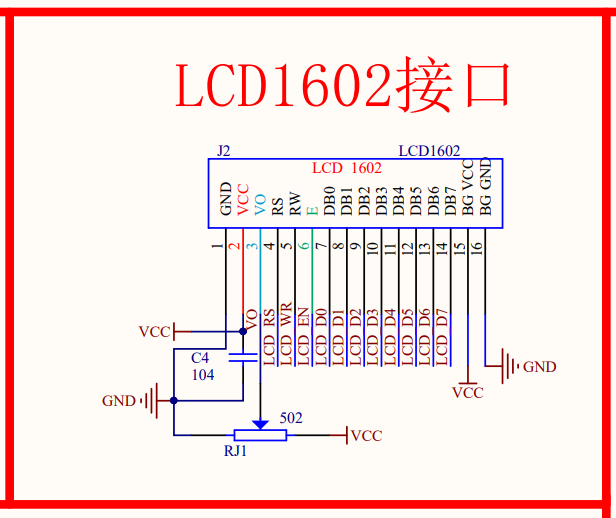 LCD1602接口
J2
LCD1602
LCD 1602
GND
VCC
VO
RS
RW
E
DB0
DB1
DB2
DB3
DB4
DB5
DB6
DB7
BG VCC
BG GND
1
2
3
4
5
6
7
8
9
10
11
12
13
14
15
16
VO
LCD RS
LCD WR
LCD EN
LCD D0
LCD D1
LCD D2
LCD D3
LCD D4
LCD D5
LCD D6
LCD D7
VCC
C4
104
GND
GND
VCC
502
VCC
RJ1